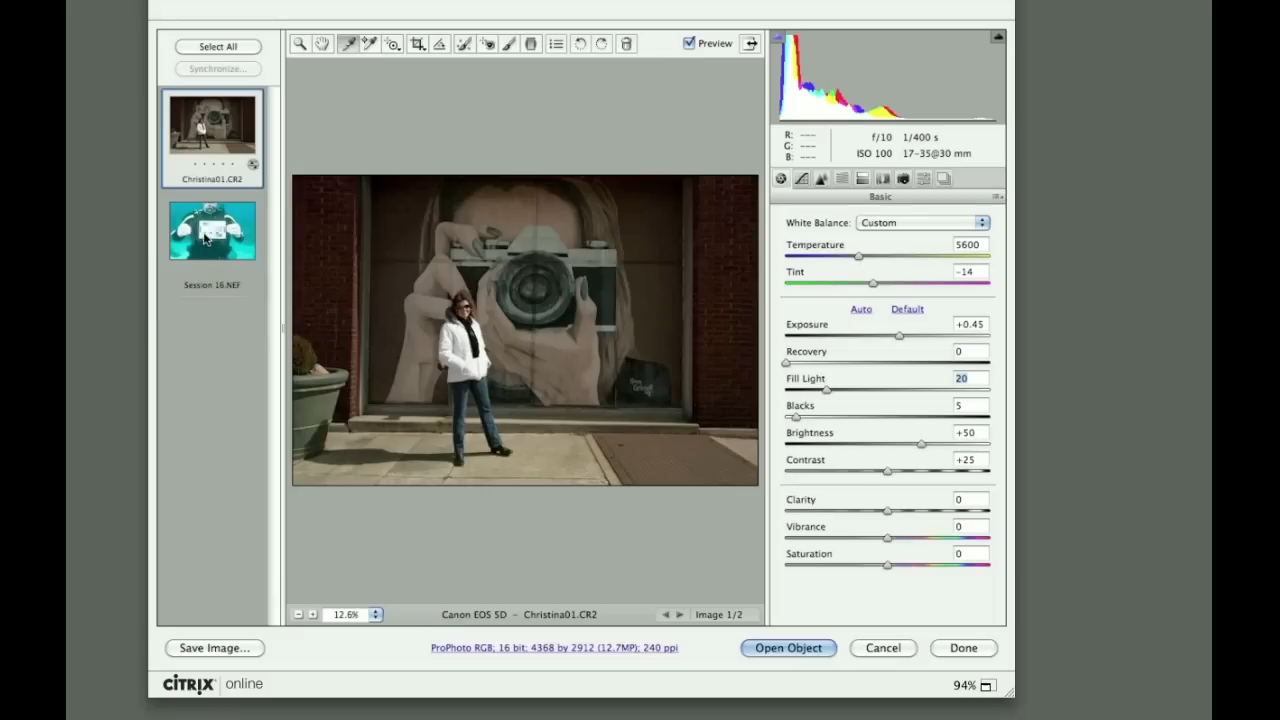 Select All
Synchronize...
Christina01.CR2
Session 16.NEF
Preview
R: ---
G: ---
B: ---
f/10 1/400 s
ISO 100 17-35@30 mm
Basic
White Balance: Custom
Temperature 5600
Tint -14
Auto Default
Exposure +0.45
Recovery 0
Fill Light 20
Blacks 5
Brightness +50
Contrast +25
Clarity 0
Vibrance 0
Saturation 0
12.6%
Canon EOS 5D - Christina01.CR2
Image 1/2
Save Image...
ProPhoto RGB; 16 bit; 4368 by 2912 (12.7MP); 240 ppi
Open Object
Cancel
Done
CITRIX online
94%